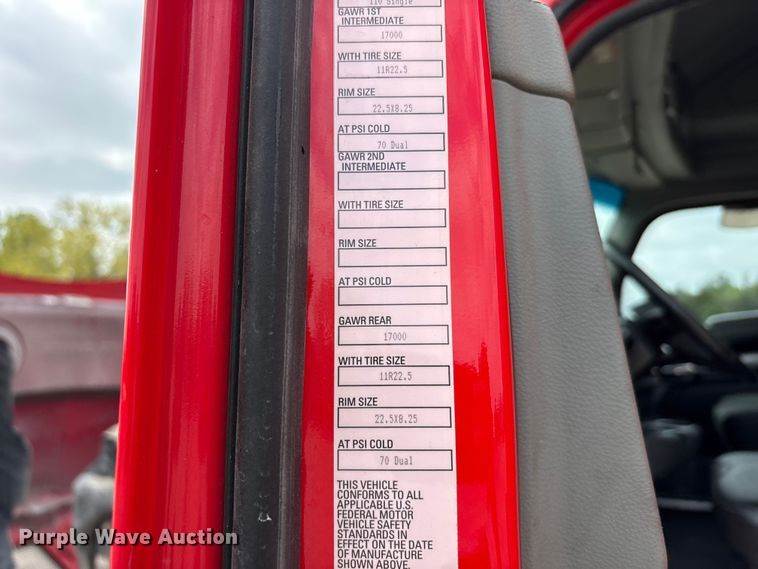 110 Single
GAWR 1ST
INTERMEDIATE
17000
WITH TIRE SIZE
11R22.5
RIM SIZE
22.5X8.25
AT PSI COLD
70 Dual
GAWR 2ND
INTERMEDIATE
WITH TIRE SIZE
RIM SIZE
AT PSI COLD
GAWR REAR
17000
WITH TIRE SIZE
11R22.5
RIM SIZE
22.5X8.25
AT PSI COLD
70 Dual
THIS VEHICLE
CONFORMS TO ALL
APPLICABLE U.S.
FEDERAL MOTOR
VEHICLE SAFETY
STANDARDS IN
EFFECT ON THE DATE
OF MANUFACTURE
SHOWN ABOVE.
Purple Wave Auction